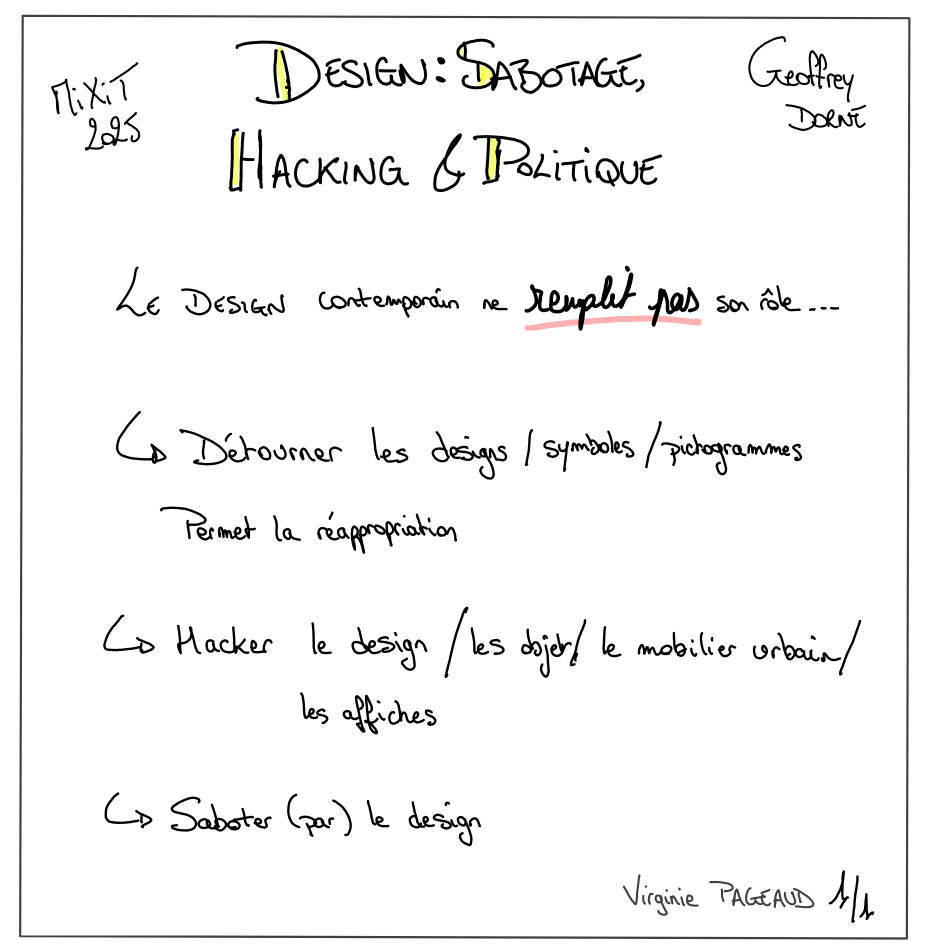 MiXiT
2025
DESIGN: SABOTAGE,
HACKING & POLITIQUE
Geoffrey
DORNE
LE DESIGN contemporain ne remplit pas son rôle...
↳ Détourner les designs / symboles / pictogrammes
Permet la réappropriation
↳ Hacker le design / les objets / le mobilier urbain /
les affiches
↳ Saboter (par) le design
Virginie PAGEAUD 1/1